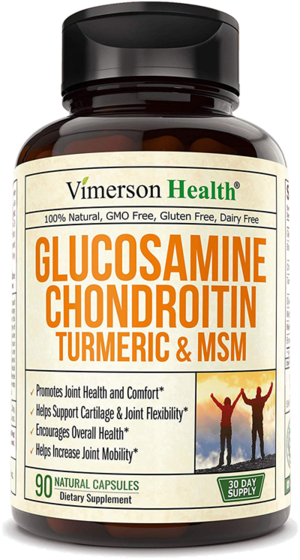 Vimerson Health®
100% Natural, GMO Free, Gluten Free, Dairy Free
GLUCOSAMINE
CHONDROITIN
TURMERIC & MSM
✓Promotes Joint Health and Comfort*
✓Helps Support Cartilage & Joint Flexibility*
✓Encourages Overall Health*
✓Helps Increase Joint Mobility*
90 NATURAL CAPSULES
Dietary Supplement
30 DAY
SUPPLY